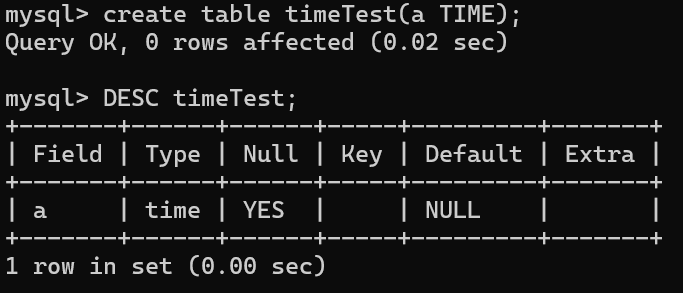 mysql> create table timeTest(a TIME);
Query OK, 0 rows affected (0.02 sec)

mysql> DESC timeTest;
+-------+------+------+-----+---------+-------+
| Field | Type | Null | Key | Default | Extra |
+-------+------+------+-----+---------+-------+
| a     | time | YES  |     | NULL    |       |
+-------+------+------+-----+---------+-------+
1 row in set (0.00 sec)